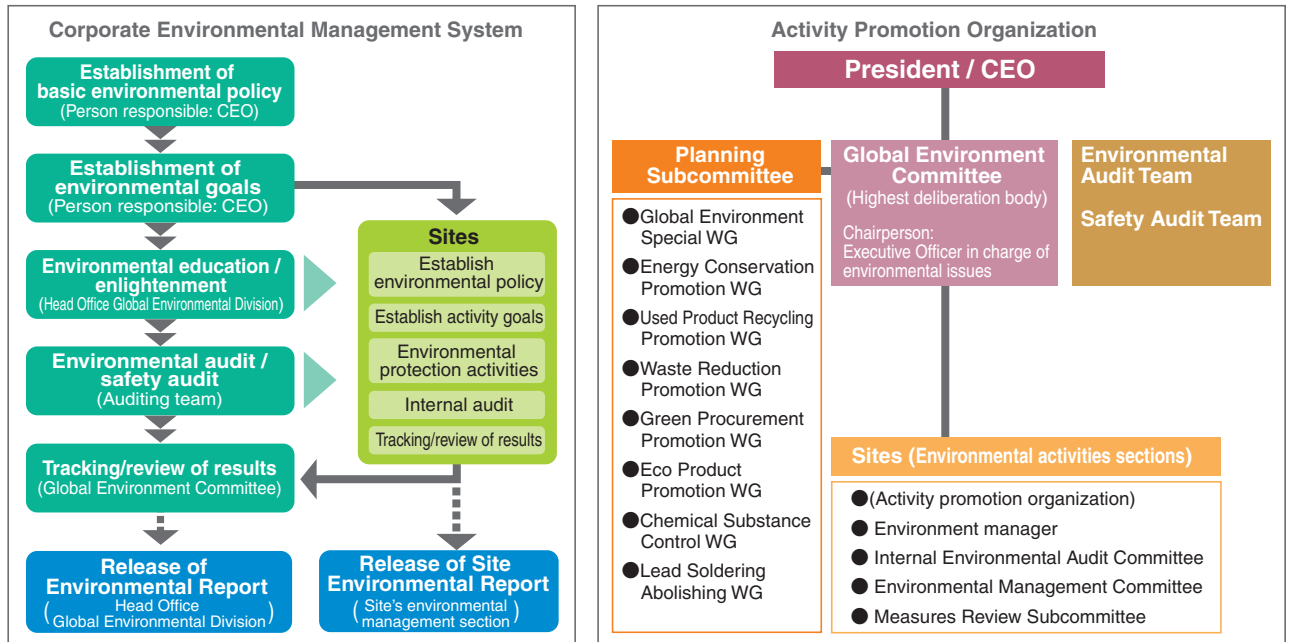 Corporate Environmental Management System
Establishment of
basic environmental policy
(Person responsible: CEO)
Establishment of
environmental goals
(Person responsible: CEO)
Environmental education /
enlightenment
(Head Office Global Environmental Division)
Environmental audit /
safety audit
(Auditing team)
Tracking/review of results
(Global Environment Committee)
Release of
Environmental Report
(Head Office
Global Environmental Division)
Sites
Establish
environmental policy
Establish activity goals
Environmental
protection activities
Internal audit
Tracking/review of results
Release of Site
Environmental Report
(Site's environmental
management section)
Activity Promotion Organization
President / CEO
Planning
Subcommittee
●Global Environment
Special WG
●Energy Conservation
Promotion WG
●Used Product Recycling
Promotion WG
●Waste Reduction
Promotion WG
●Green Procurement
Promotion WG
●Eco Product
Promotion WG
●Chemical Substance
Control WG
●Lead Soldering
Abolishing WG
Global Environment
Committee
(Highest deliberation body)
Chairperson:
Executive Officer in charge of
environmental issues
Environmental
Audit Team
Safety Audit Team
Sites (Environmental activities sections)
●(Activity promotion organization)
● Environment manager
● Internal Environmental Audit Committee
● Environmental Management Committee
● Measures Review Subcommittee